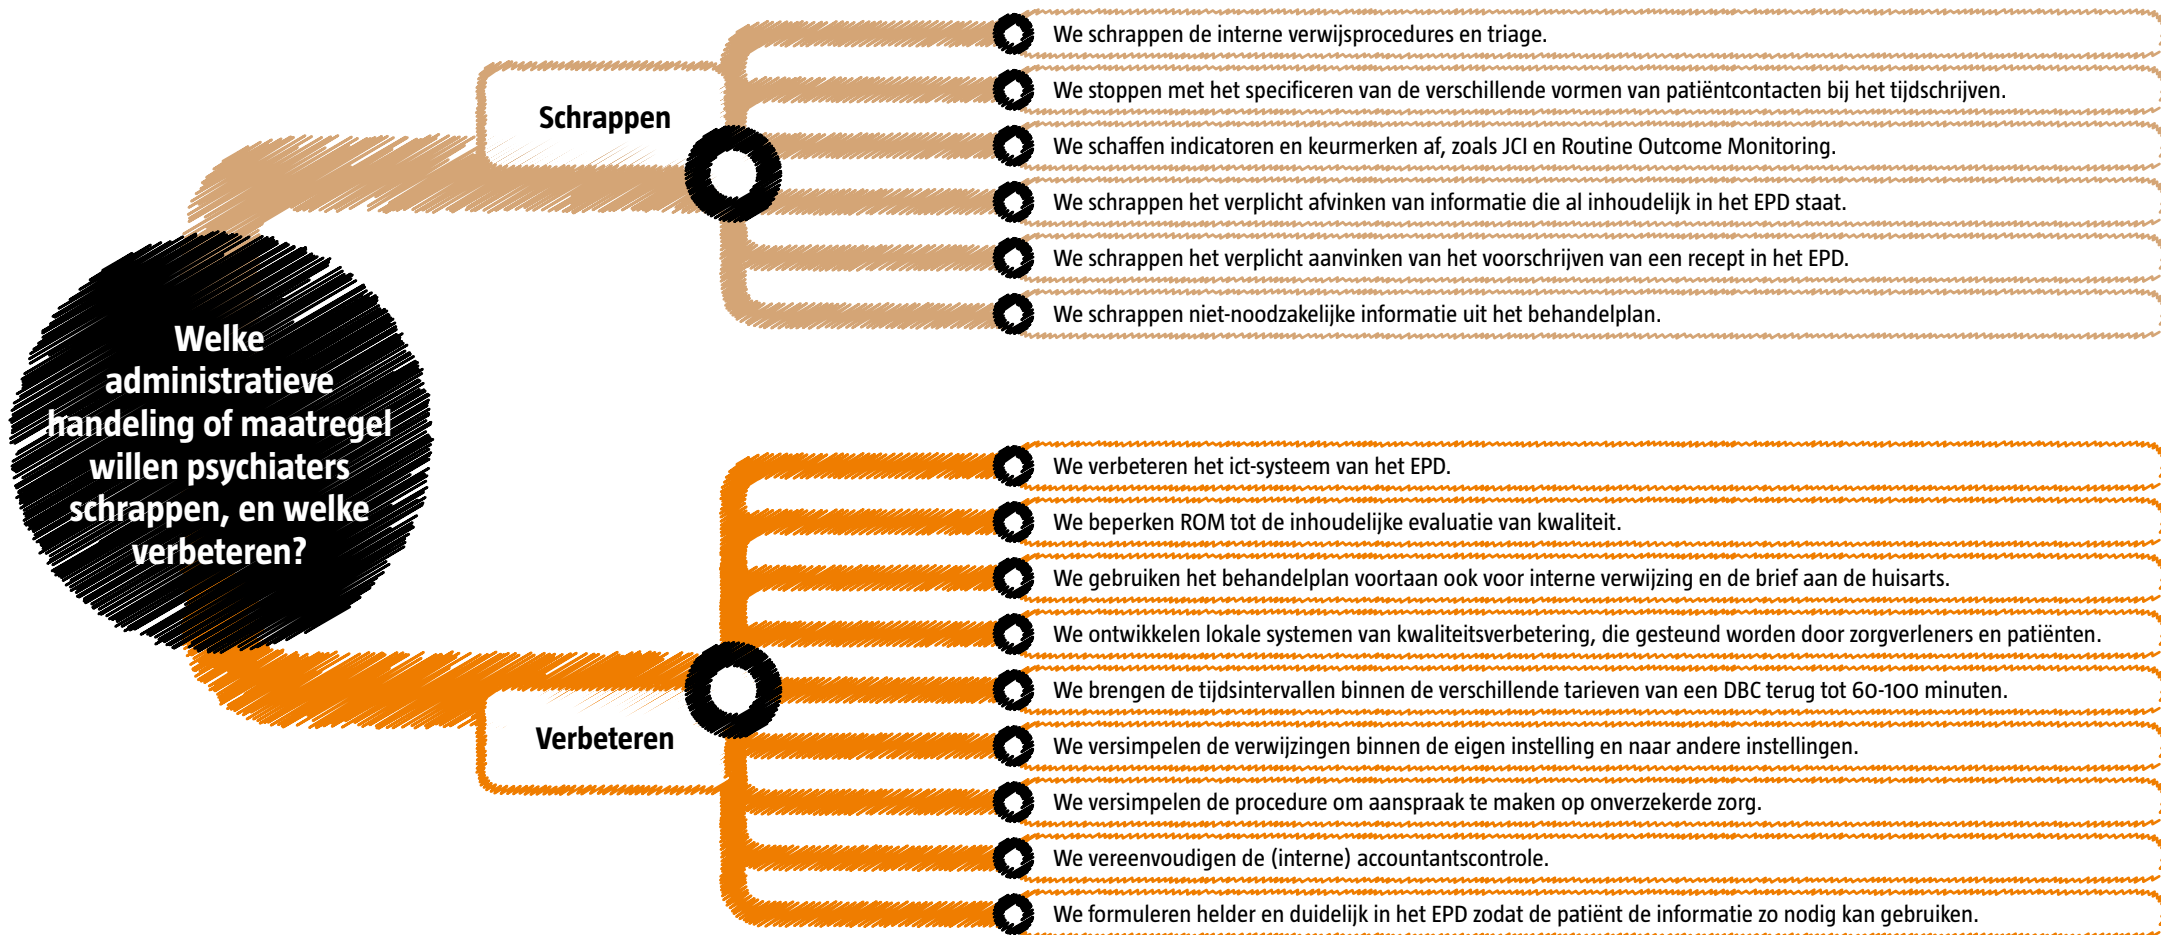 Welke
administratieve
handeling of maatregel
willen psychiaters
schrappen, en welke
verbeteren?
Schrappen
We schrappen de interne verwijsprocedures en triage.
We stoppen met het specificeren van de verschillende vormen van patiëntcontacten bij het tijdschrijven.
We schaffen indicatoren en keurmerken af, zoals JCI en Routine Outcome Monitoring.
We schrappen het verplicht afvinken van informatie die al inhoudelijk in het EPD staat.
We schrappen het verplicht aanvinken van het voorschrijven van een recept in het EPD.
We schrappen niet-noodzakelijke informatie uit het behandelplan.
Verbeteren
We verbeteren het ict-systeem van het EPD.
We beperken ROM tot de inhoudelijke evaluatie van kwaliteit.
We gebruiken het behandelplan voortaan ook voor interne verwijzing en de brief aan de huisarts.
We ontwikkelen lokale systemen van kwaliteitsverbetering, die gesteund worden door zorgverleners en patiënten.
We brengen de tijdsintervallen binnen de verschillende tarieven van een DBC terug tot 60-100 minuten.
We versimpelen de verwijzingen binnen de eigen instelling en naar andere instellingen.
We versimpelen de procedure om aanspraak te maken op onverzekerde zorg.
We vereenvoudigen de (interne) accountantscontrole.
We formuleren helder en duidelijk in het EPD zodat de patiënt de informatie zo nodig kan gebruiken.